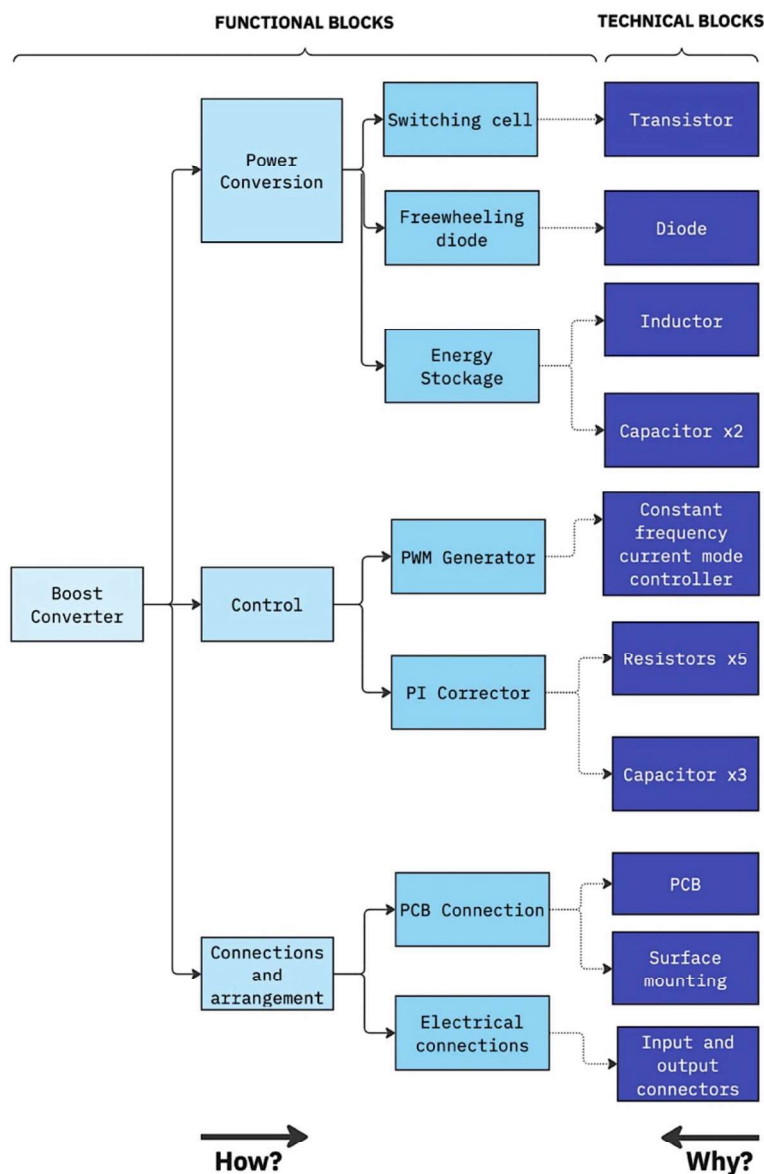 FUNCTIONAL BLOCKS
TECHNICAL BLOCKS
Power
Conversion
Switching cell
Transistor
Freewheeling
diode
Diode
Energy
Stockage
Inductor
Capacitor x2
Boost
Converter
Control
PWM Generator
Constant
frequency
current mode
controller
PI Corrector
Resistors x5
Capacitor x3
Connections
and
arrangement
PCB Connection
PCB
Surface
mounting
Electrical
connections
Input and
output
connectors
How?
Why?